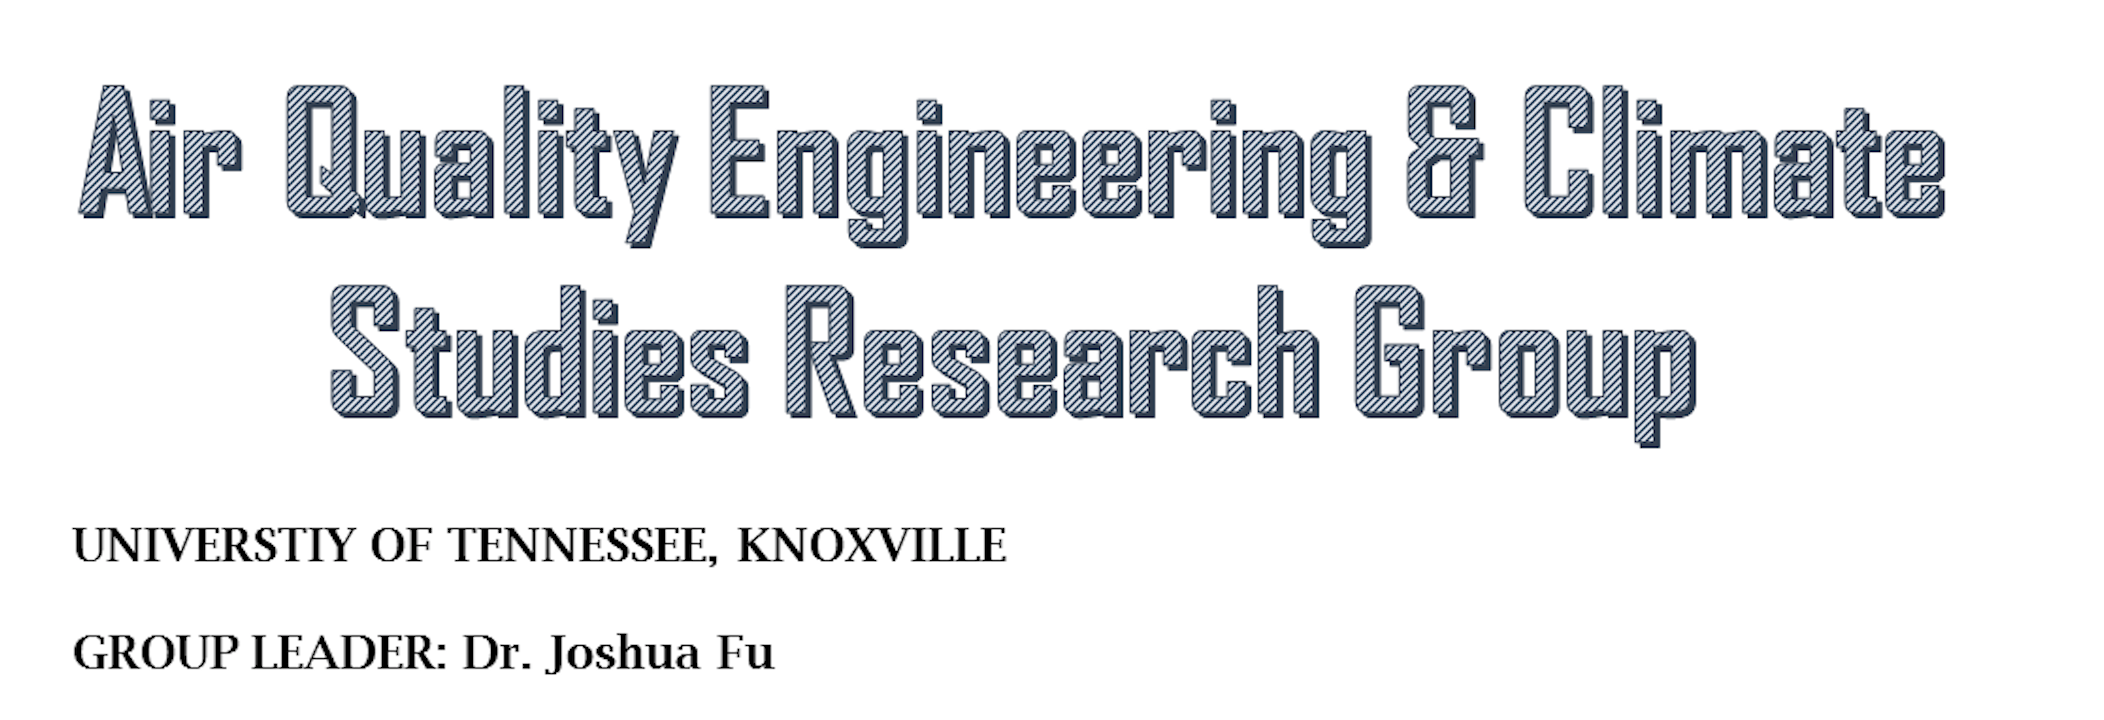 Air Quality Engineering & Climate
Studies Research Group
UNIVERSTIY OF TENNESSEE, KNOXVILLE
GROUP LEADER: Dr. Joshua Fu